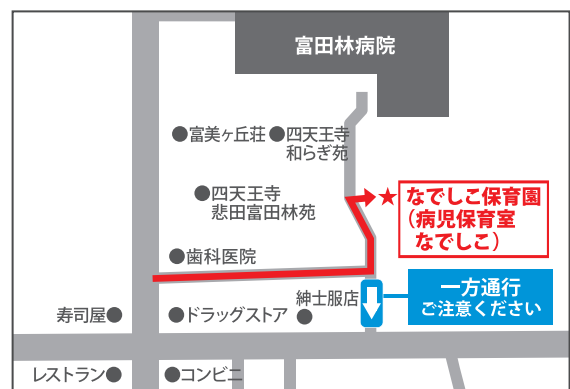 富田林病院
●富美ヶ丘荘
●四天王寺
和らぎ苑
●四天王寺
悲田富田林苑
★
なでしこ保育園
（病児保育室
なでしこ）
●歯科医院
一方通行
ご注意ください
寿司屋●
●ドラッグストア
紳士服店
●
レストラン●
●コンビニ